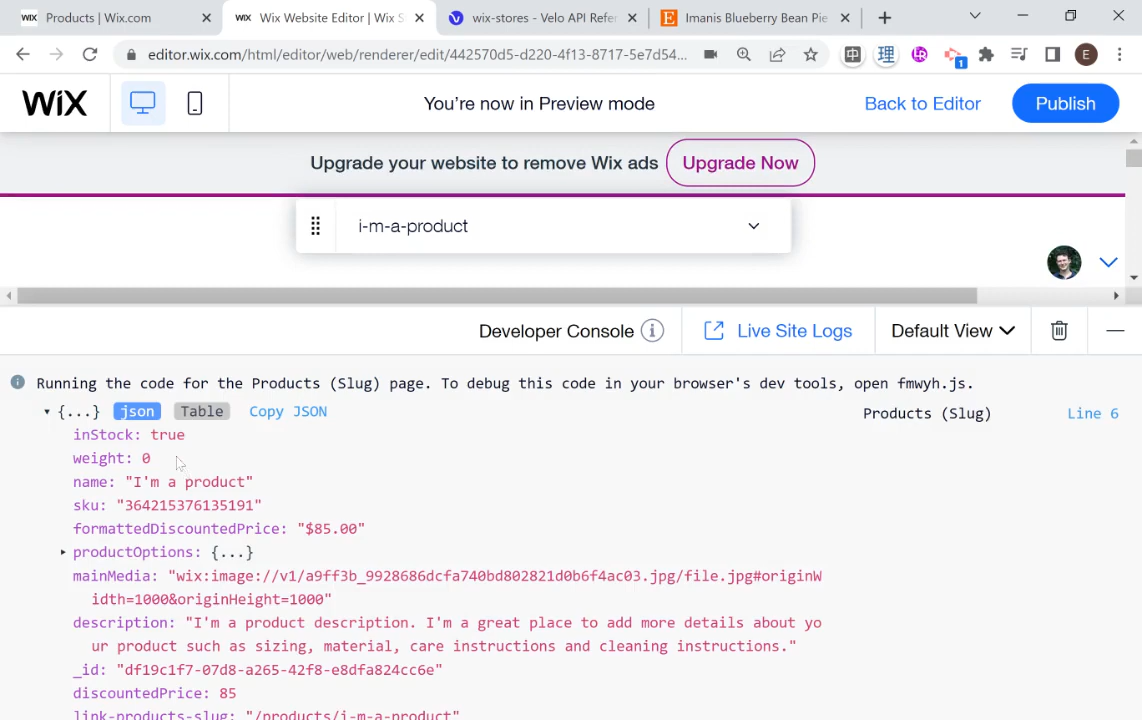 WIX Products | Wix.com
WIX Wix Website Editor | Wix S
wix-stores - Velo API Refer
E Imanis Blueberry Bean Pie
editor.wix.com/html/editor/web/renderer/edit/442570d5-d220-4f13-8717-5e7d54...
1
E
WIX
You're now in Preview mode
Back to Editor
Publish
Upgrade your website to remove Wix ads
Upgrade Now
i-m-a-product
Developer Console
Live Site Logs
Default View
Running the code for the Products (Slug) page. To debug this code in your browser's dev tools, open fmwyh.js.
{...} json Table Copy JSON Products (Slug) Line 6
inStock: true
weight: 0
name: "I'm a product"
sku: "364215376135191"
formattedDiscountedPrice: "$85.00"
productOptions: {...}
mainMedia: "wix:image://v1/a9ff3b_9928686dcfa740bd802821d0b6f4ac03.jpg/file.jpg#originW
idth=1000&originHeight=1000"
description: "I'm a product description. I'm a great place to add more details about yo
ur product such as sizing, material, care instructions and cleaning instructions."
_id: "df19c1f7-07d8-a265-42f8-e8dfa824cc6e"
discountedPrice: 85
link-products-slug: "/products/i-m-a-product"